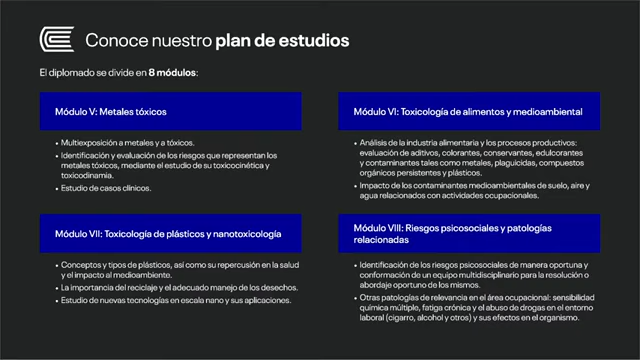 Conoce nuestro plan de estudios
El diplomado se divide en 8 módulos:
Módulo V: Metales tóxicos
• Multiexposición a metales y a tóxicos.
• Identificación y evaluación de los riesgos que representan los
metales tóxicos, mediante el estudio de su toxicocinética y
toxicodinamia.
• Estudio de casos clínicos.
Módulo VI: Toxicología de alimentos y medioambiental
• Análisis de la industria alimentaria y los procesos productivos:
evaluación de aditivos, colorantes, conservantes, edulcorantes
y contaminantes tales como metales, plaguicidas, compuestos
orgánicos persistentes y plásticos.
• Impacto de los contaminantes medioambientales de suelo, aire y
agua relacionados con actividades ocupacionales.
Módulo VII: Toxicología de plásticos y nanotoxicología
• Conceptos y tipos de plásticos, así como su repercusión en la salud
y el impacto al medioambiente.
• La importancia del reciclaje y el adecuado manejo de los desechos.
• Estudio de nuevas tecnologías en escala nano y sus aplicaciones.
Módulo VIII: Riesgos psicosociales y patologías
relacionadas
• Identificación de los riesgos psicosociales de manera oportuna y
conformación de un equipo multidisciplinario para la resolución o
abordaje oportuno de los mismos.
• Otras patologías de relevancia en el área ocupacional: sensibilidad
química múltiple, fatiga crónica y el abuso de drogas en el entorno
laboral (cigarro, alcohol y otros) y sus efectos en el organismo.